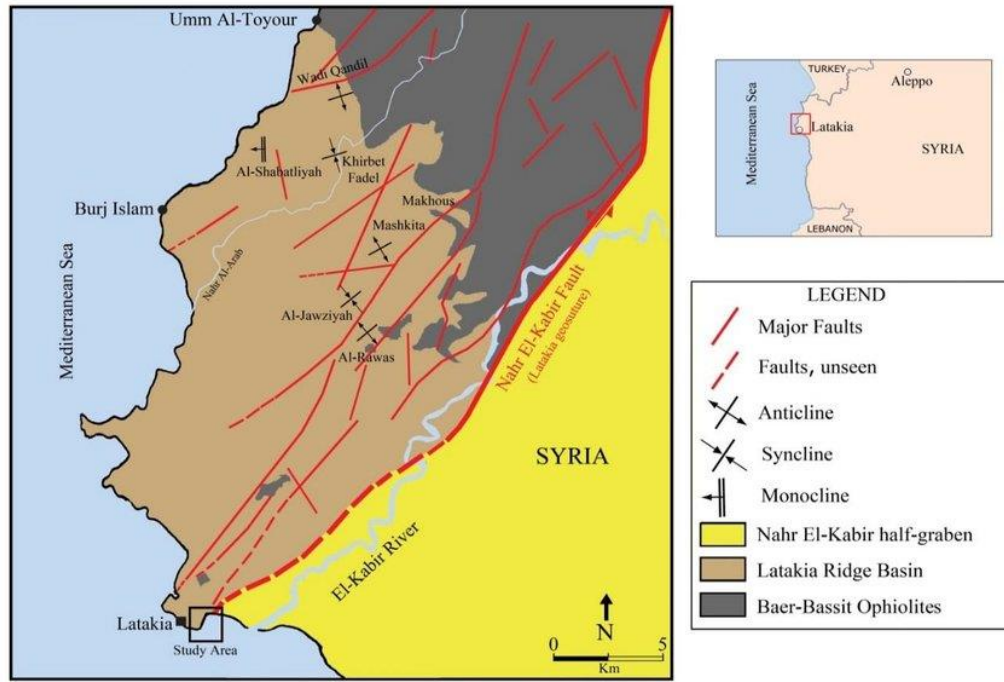 Umm Al-Toyour
Wadi Qandil
Al-Shabatliyah
Khirbet
Fadel
Burj Islam
Makhous
Mashkita
Nahr Al-Arab
Mediterranean Sea
Al-Jawziyah
Al-Rawas
Nahr El-Kabir Fault
(Latakia geosuture)
SYRIA
El-Kabir River
Latakia
Study Area
N
0
5
Km
TURKEY
Aleppo
Mediterranean Sea
Latakia
SYRIA
LEBANON
LEGEND
Major Faults
Faults, unseen
Anticline
Syncline
Monocline
Nahr El-Kabir half-graben
Latakia Ridge Basin
Baer-Bassit Ophiolites